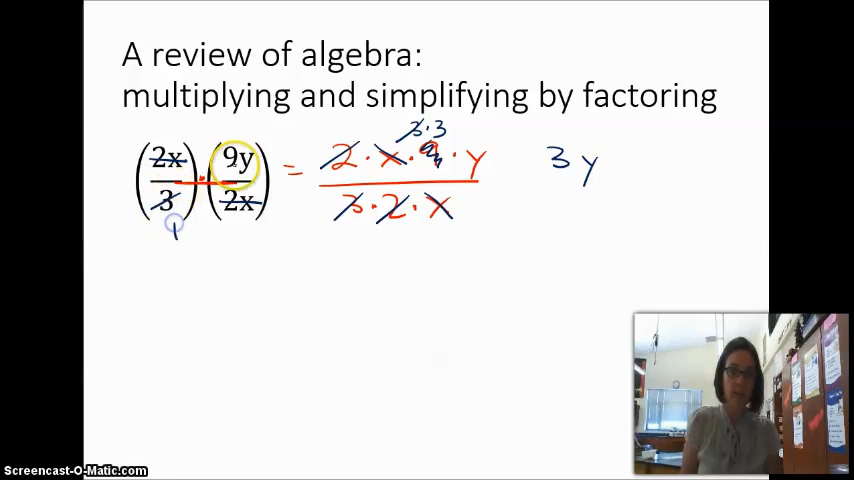 A review of algebra:
multiplying and simplifying by factoring
3·3
(2x/3)·(9y/2x) = 2·x·9·y/3·2·x 3y
1
Screencast-O-Matic.com